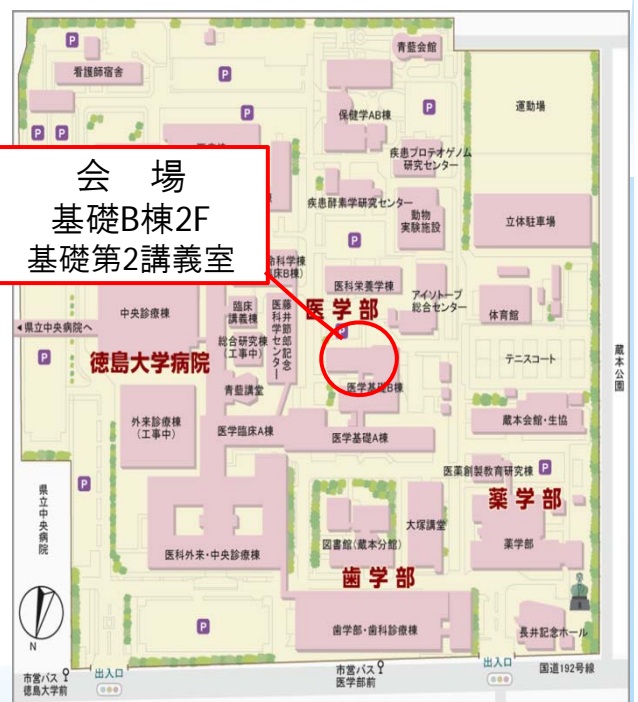 青藍会館
P
看護師宿舎
P
P
保健学AB棟
P
運動場
P
P
疾患プロテオゲノム
研究センター
会 場
基礎B棟2F
基礎第2講義室
疾患酵素学研究センター
動物
実験施設
立体駐車場
P
医科栄養学棟
アイソトープ
総合センター
体育館
中央診療棟
臨床
講義棟
藤井節郎記念
医科学センター
医学部
P
◀県立中央病院へ
総合研究棟
(工事中)
P
徳島大学病院
テニスコート
蔵本公園
青藍講堂
医学基礎B棟
外来診療棟
(工事中)
医学臨床A棟
医学基礎A棟
蔵本会館・生協
医薬創製教育研究棟
P
P
県立中央病院
薬学部
大塚講堂
医科外来・中央診療棟
図書館(蔵本分館)
薬学部
歯学部
P
歯学部・歯科診療棟
長井記念ホール
N
市営バス
徳島大学前
出入口
市営バス
医学部前
出入口
国道192号線